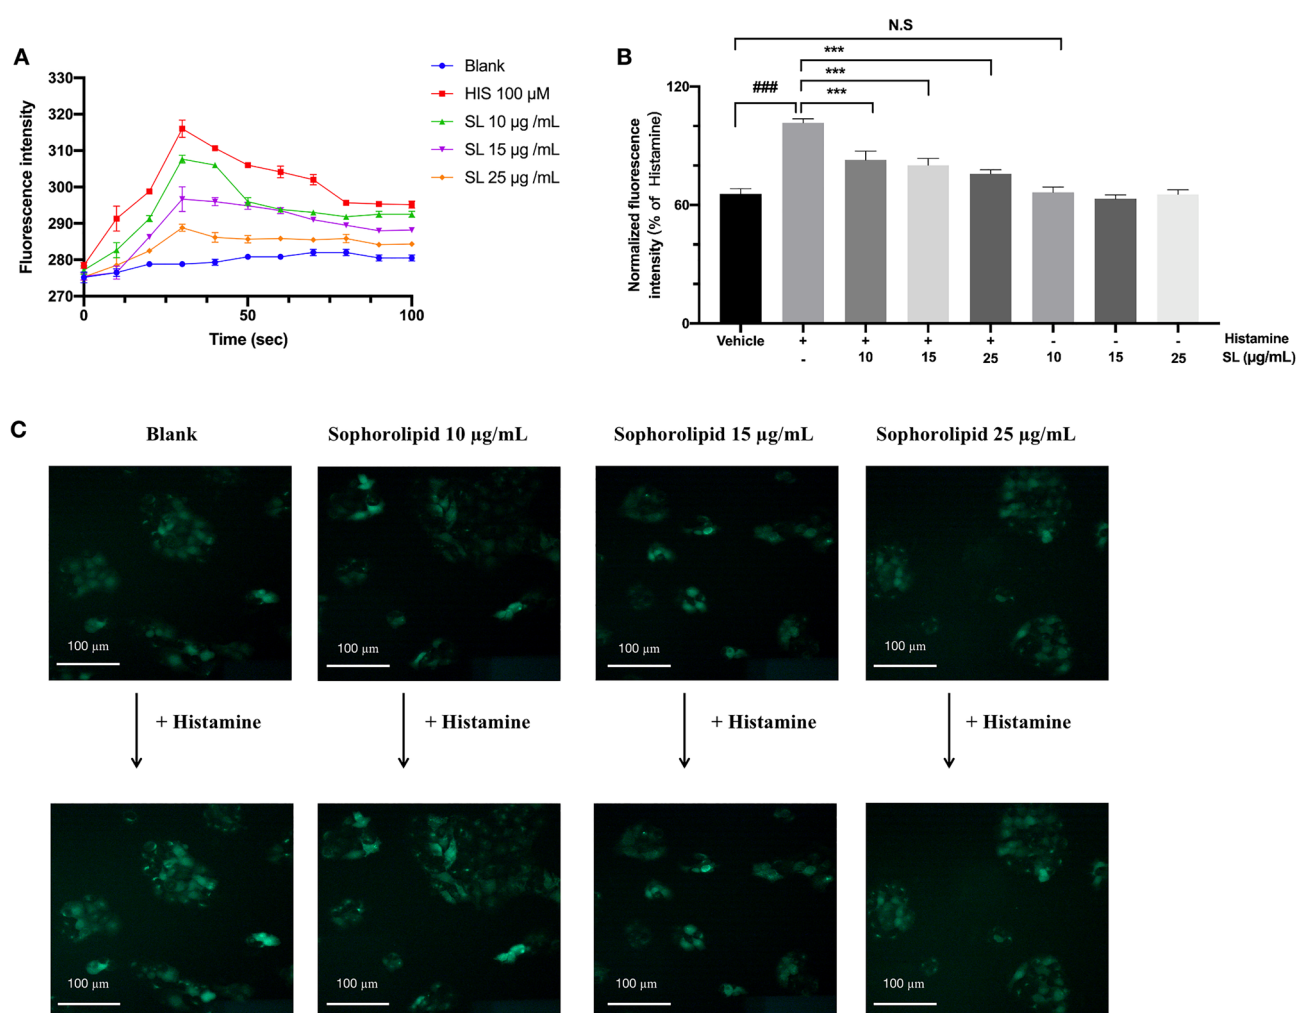 A
Fluorescence intensity
330
320
310
300
290
280
270
0
50
100
Time (sec)
Blank
HIS 100 µM
SL 10 µg /mL
SL 15 µg /mL
SL 25 µg /mL
B
Normalized fluorescence
intensity (% of Histamine)
120
60
0
N.S
***
***
***
###
Vehicle + + + + - - - Histamine
- 10 15 25 10 15 25 SL (µg/mL)
C
Blank
Sophorolipid 10 µg/mL
Sophorolipid 15 µg/mL
Sophorolipid 25 µg/mL
100 µm
100 µm
100 µm
100 µm
+ Histamine
+ Histamine
+ Histamine
+ Histamine
100 µm
100 µm
100 µm
100 µm